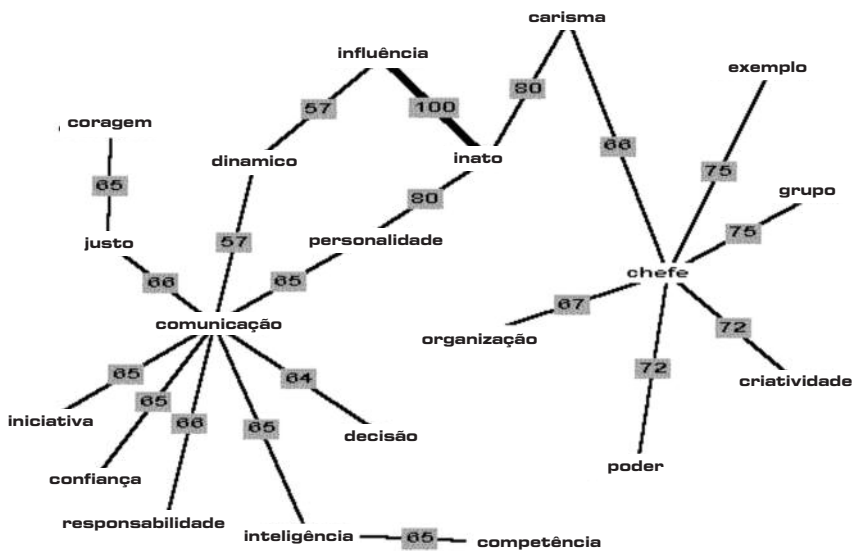 carisma
influência
exemplo
80
57
100
coragem
dinamico
inato
66
75
65
80
grupo
justo
57
personalidade
75
chefe
66
65
67
comunicação
72
organização
65
64
72
criatividade
65
66
65
iniciativa
decisão
confiança
poder
responsabilidade
inteligência
65
competência